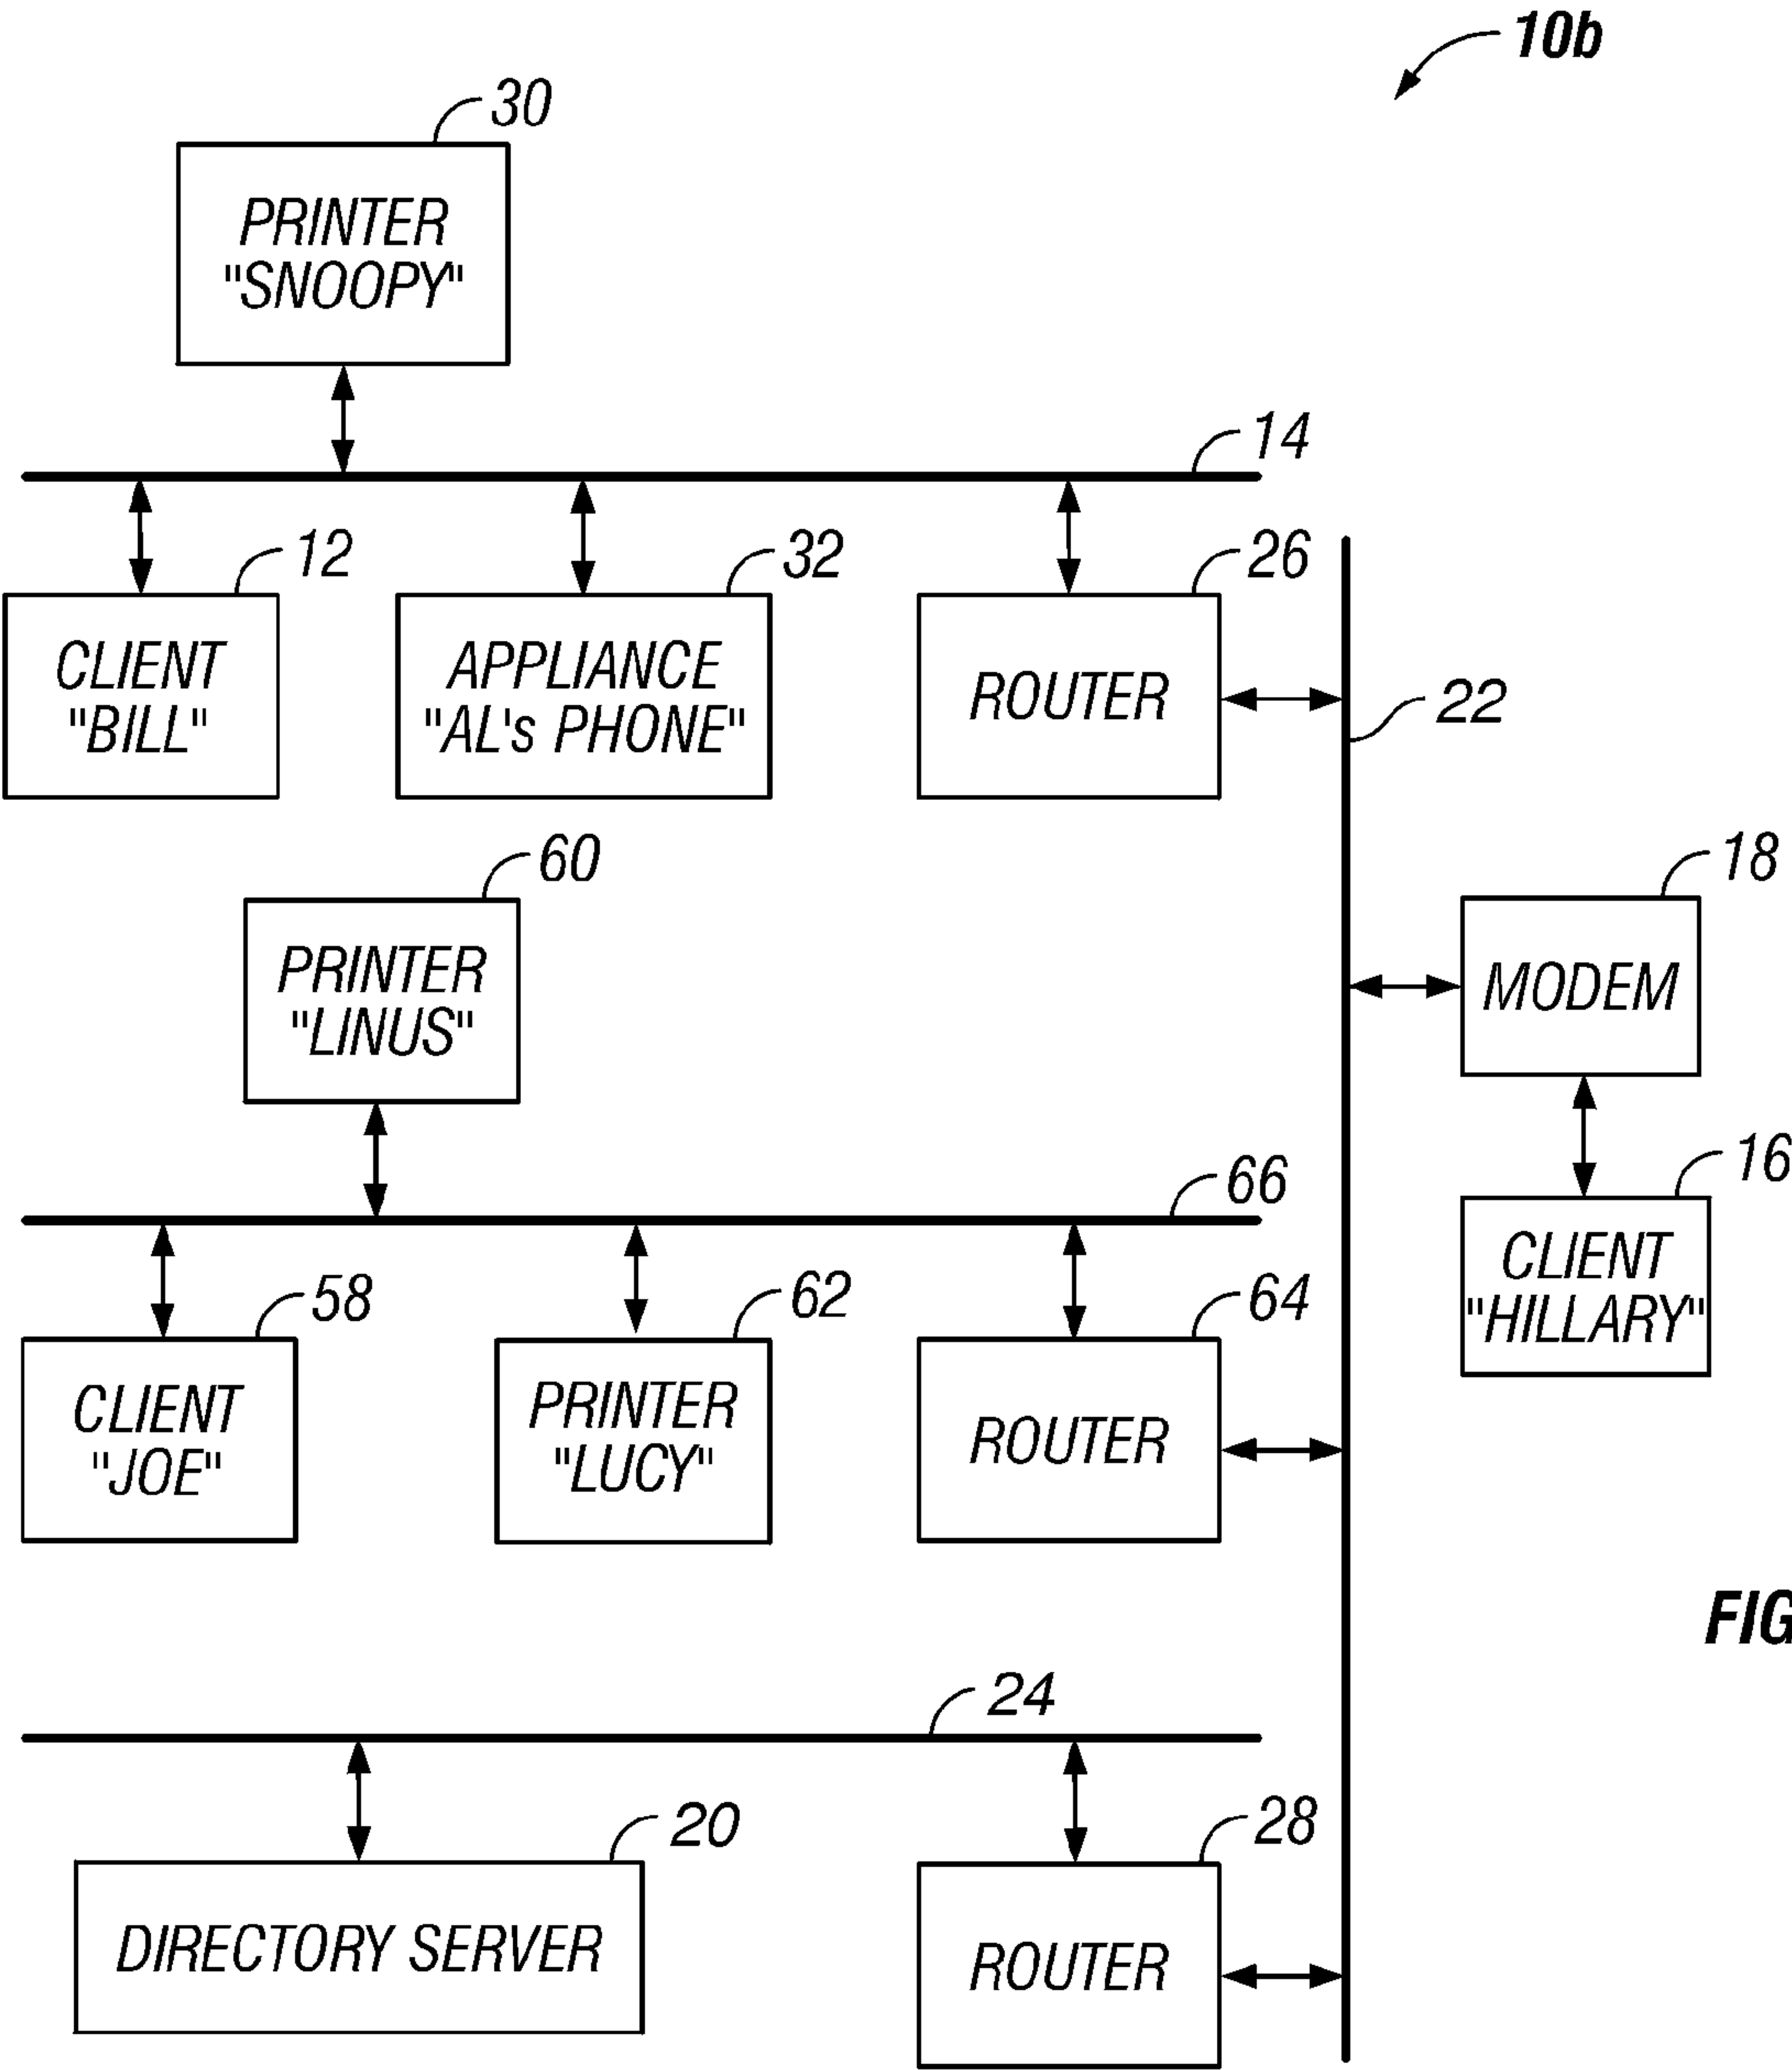 10b
30
PRINTER
"SNOOPY"
14
12
32
26
CLIENT
"BILL"
APPLIANCE
"AL's PHONE"
ROUTER
22
60
18
PRINTER
"LINUS"
MODEM
66
16
58
62
64
CLIENT
"HILLARY"
CLIENT
"JOE"
PRINTER
"LUCY"
ROUTER
FIG
24
20
28
DIRECTORY SERVER
ROUTER